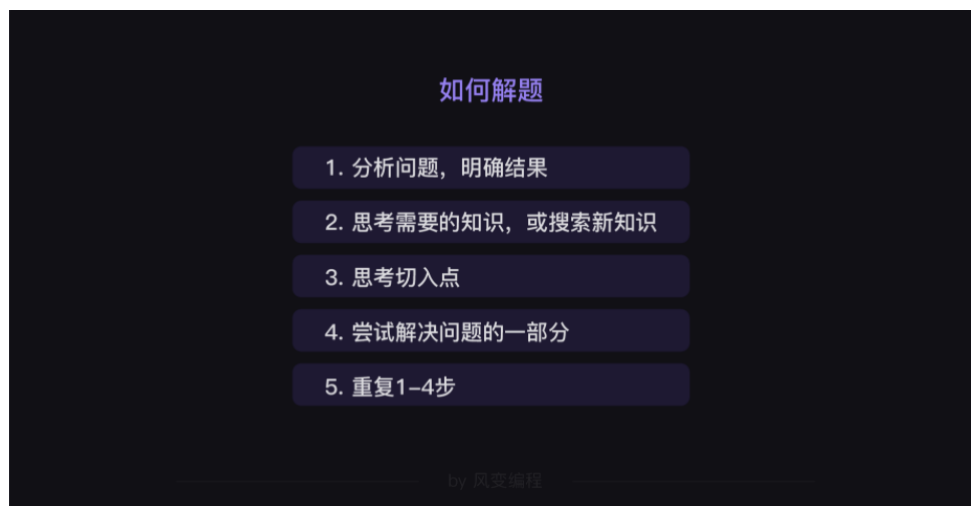 如何解题
1. 分析问题，明确结果
2. 思考需要的知识，或搜索新知识
3. 思考切入点
4. 尝试解决问题的一部分
5. 重复1-4步
by 风变编程